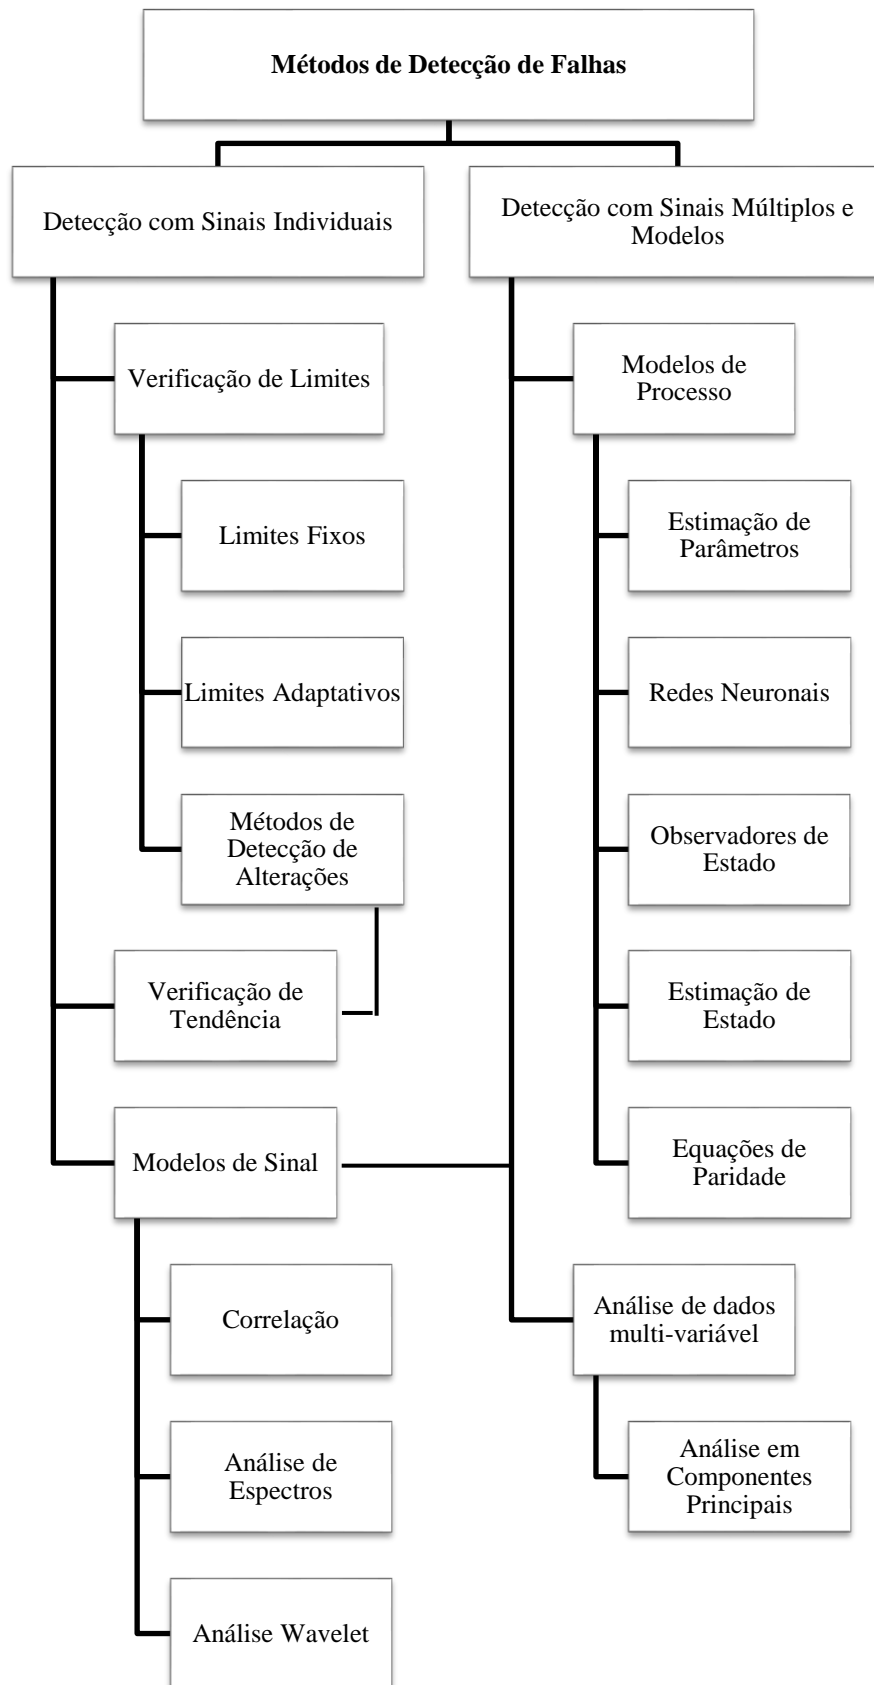 Métodos de Detecção de Falhas
Detecção com Sinais Individuais
Detecção com Sinais Múltiplos e
Modelos
Verificação de Limites
Limites Fixos
Limites Adaptativos
Métodos de
Detecção de
Alterações
Verificação de
Tendência
Modelos de Sinal
Correlação
Análise de
Espectros
Análise Wavelet
Modelos de
Processo
Estimação de
Parâmetros
Redes Neuronais
Observadores de
Estado
Estimação de
Estado
Equações de
Paridade
Análise de dados
multi-variável
Análise em
Componentes
Principais